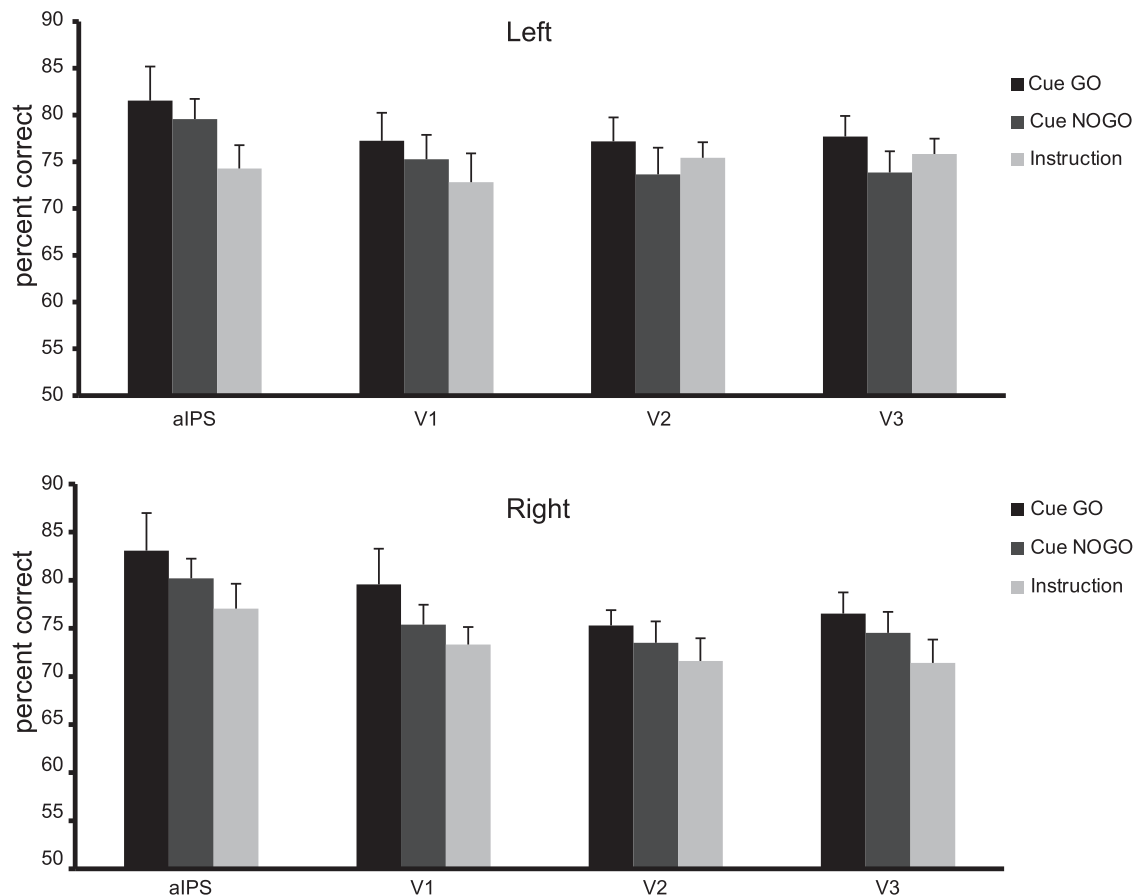 Left
percent correct
90
85
80
75
70
65
60
55
50
aIPS
V1
V2
V3
Cue GO
Cue NOGO
Instruction
Right
percent correct
90
85
80
75
70
65
60
55
50
aIPS
V1
V2
V3
Cue GO
Cue NOGO
Instruction